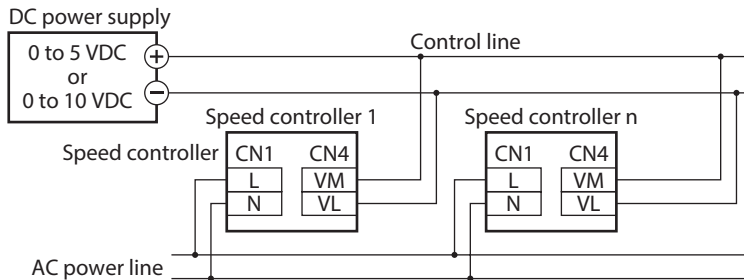 DC power supply
0 to 5 VDC
or
0 to 10 VDC
+
−
Control line
Speed controller 1
Speed controller n
Speed controller
CN1 CN4
L VM
N VL
CN1 CN4
L VM
N VL
AC power line